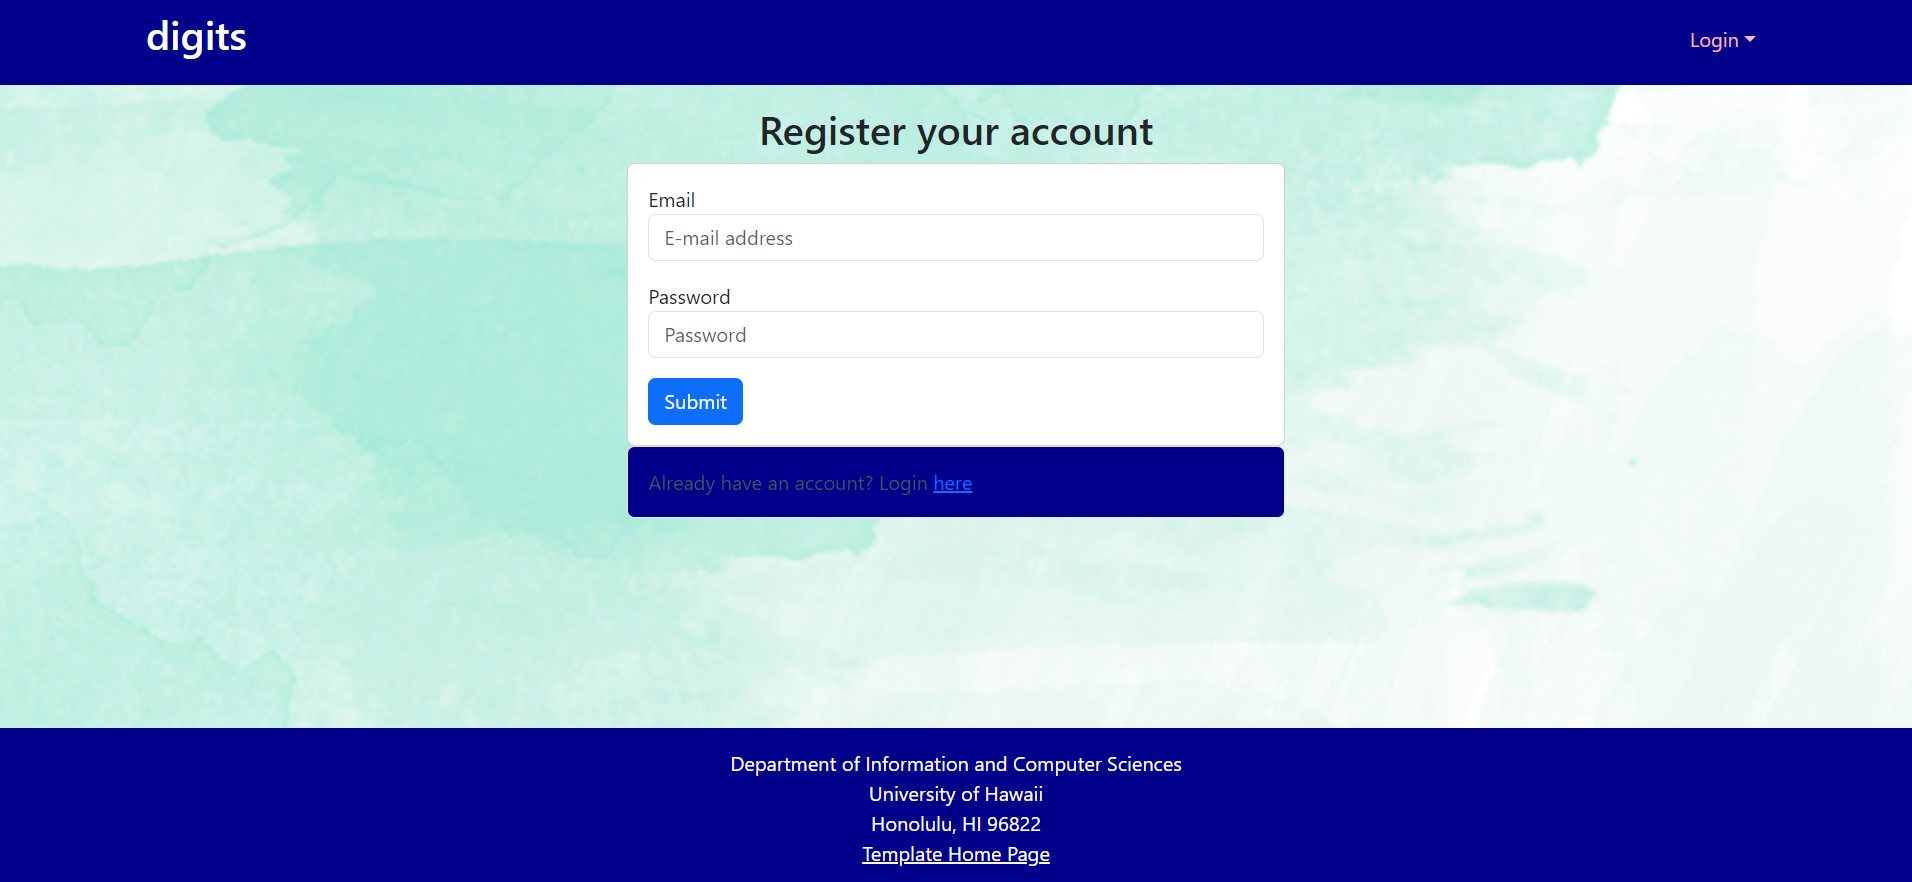 digits
Login
Register your account
Email
E-mail address
Password
Password
Submit
Already have an account? Login here
Department of Information and Computer Sciences
University of Hawaii
Honolulu, HI 96822
Template Home Page